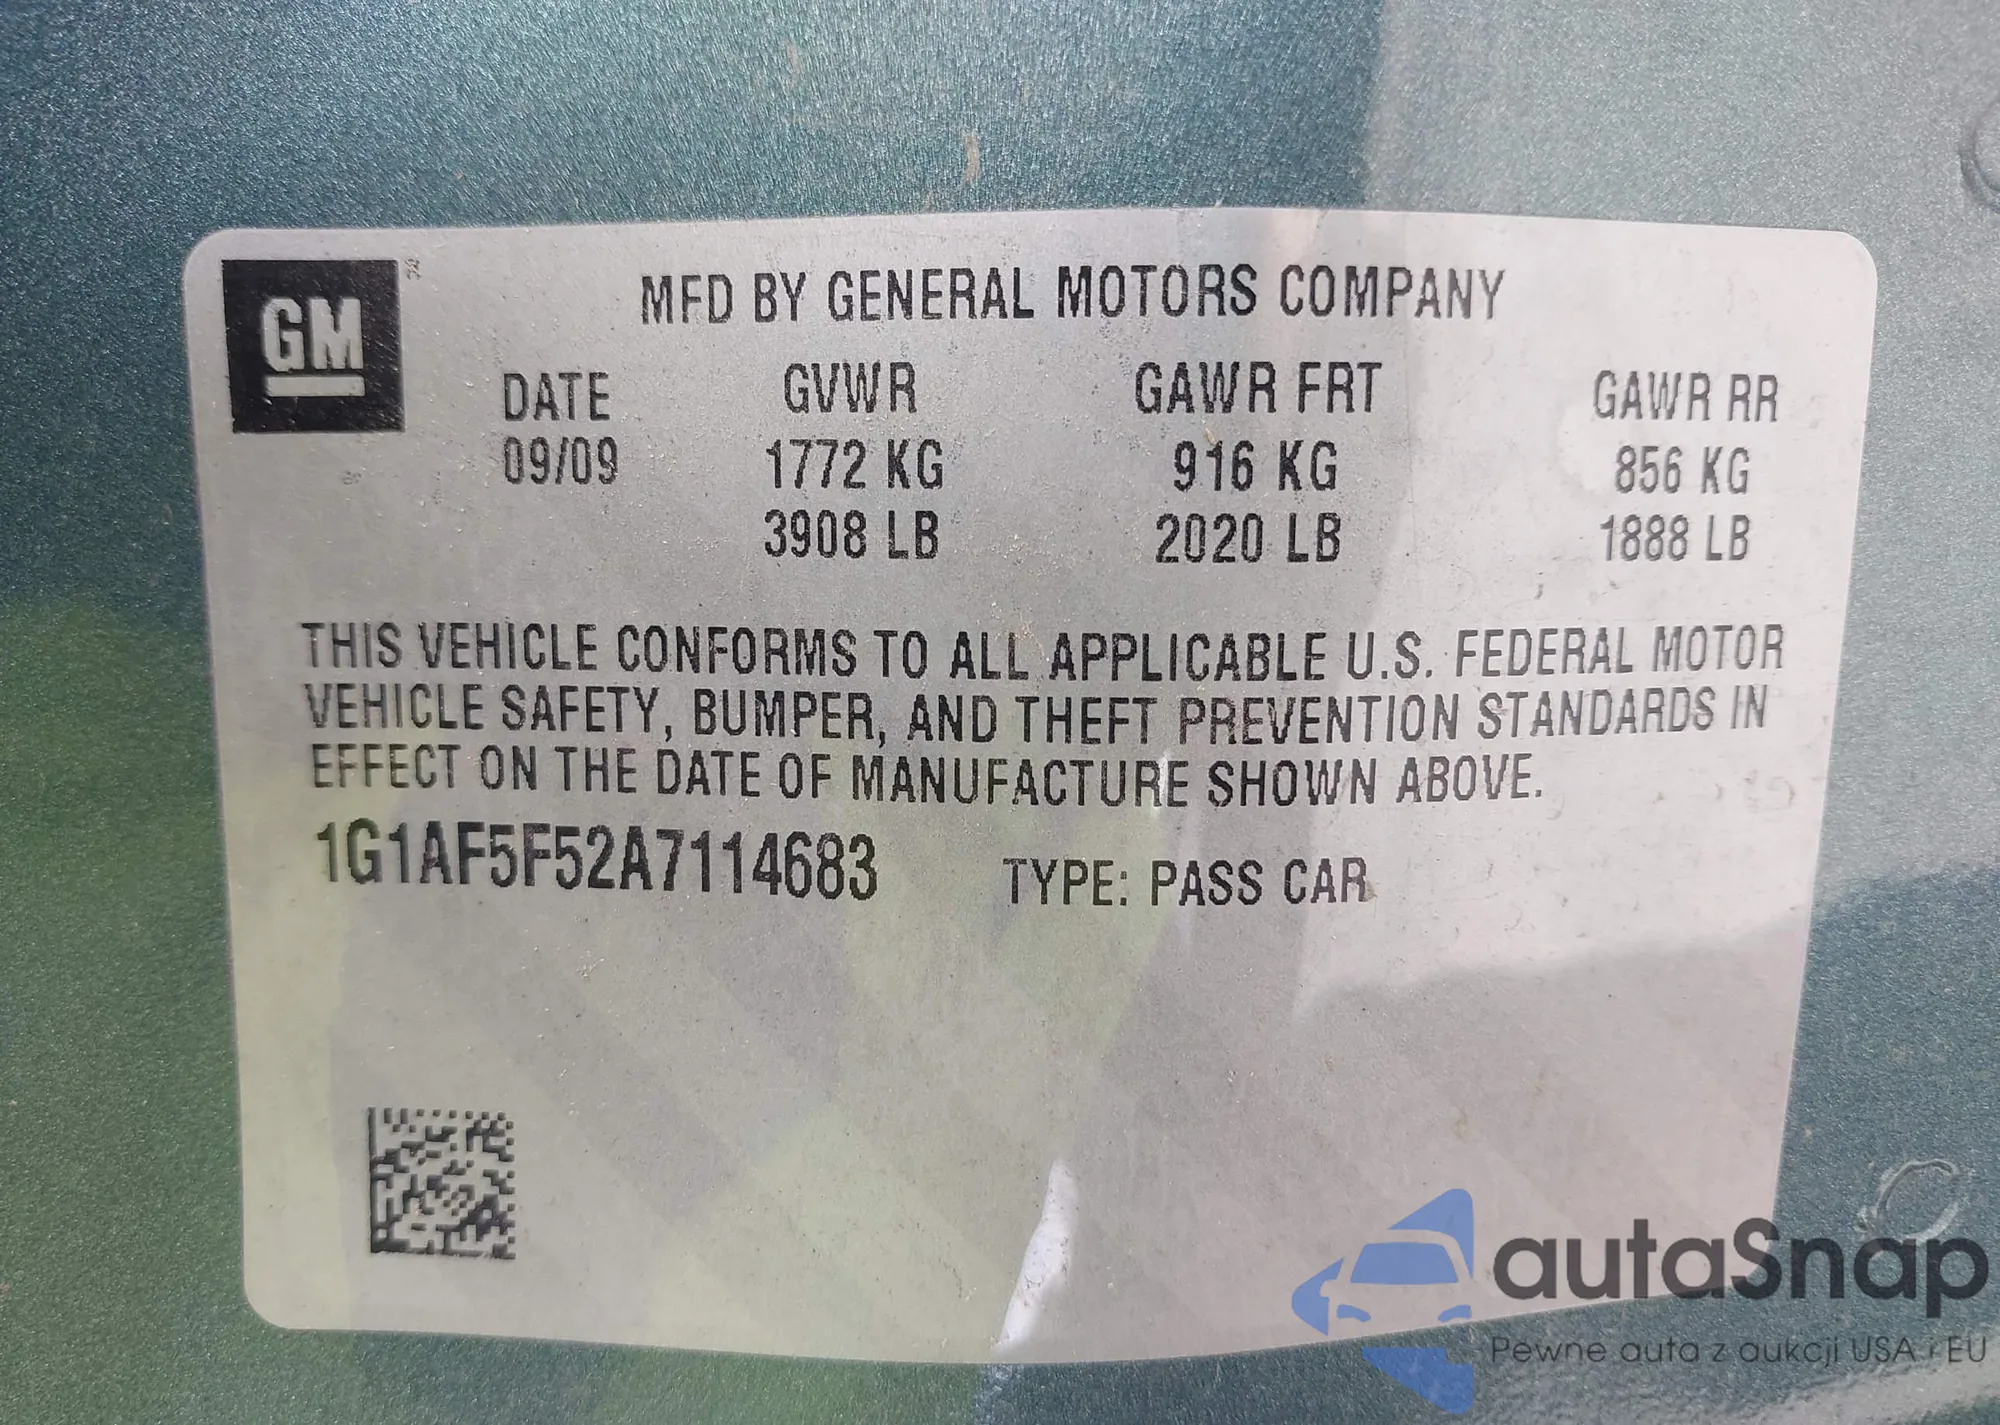 GM
MFD BY GENERAL MOTORS COMPANY
DATE GVWR GAWR FRT GAWR RR
09/09 1772 KG 916 KG 856 KG
3908 LB 2020 LB 1888 LB
THIS VEHICLE CONFORMS TO ALL APPLICABLE U.S. FEDERAL MOTOR
VEHICLE SAFETY, BUMPER, AND THEFT PREVENTION STANDARDS IN
EFFECT ON THE DATE OF MANUFACTURE SHOWN ABOVE.
1G1AF5F52A7114683 TYPE: PASS CAR
autaSnap
Pewne auta z aukcji USA i EU